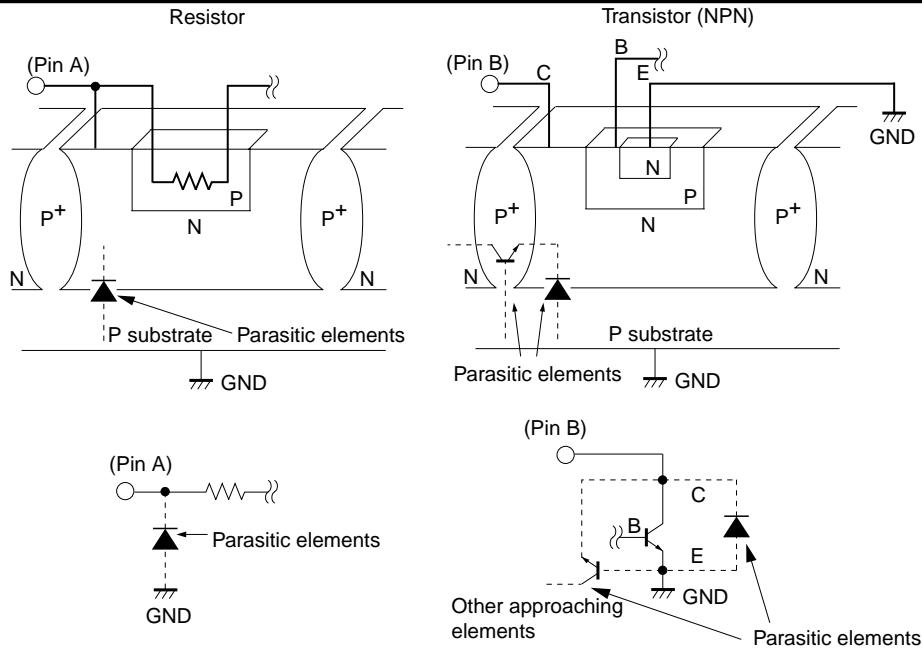 Resistor
(Pin A)
P+
P
N
P+
N
N
P substrate
Parasitic elements
GND
Transistor (NPN)
(Pin B)
C
B
E
GND
P+
N
P
N
P+
N
N
P substrate
Parasitic elements
GND
(Pin A)
Parasitic elements
GND
(Pin B)
C
B
E
GND
Other approaching
elements
Parasitic elements